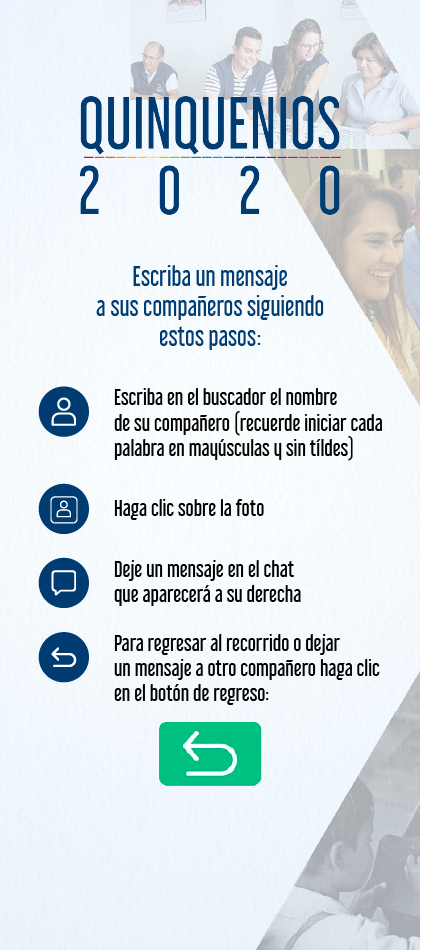 QUINQUENIOS
2 0 2 0
Escriba un mensaje
a sus compañeros siguiendo
estos pasos:
Escriba en el buscador el nombre
de su compañero (recuerde iniciar cada
palabra en mayúsculas y sin tíldes)
Haga clic sobre la foto
Deje un mensaje en el chat
que aparecerá a su derecha
Para regresar al recorrido o dejar
un mensaje a otro compañero haga clic
en el botón de regreso: